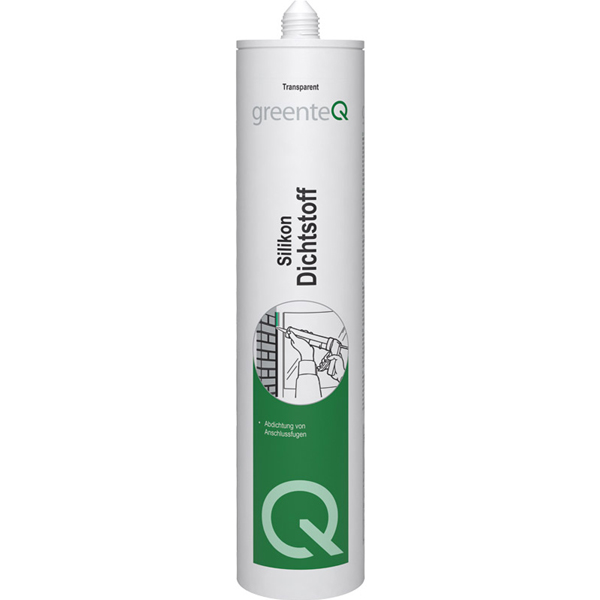 Transparent
greenteQ
Silikon
Dichtstoff
• Abdichtung von
Anschlussfugen
Q